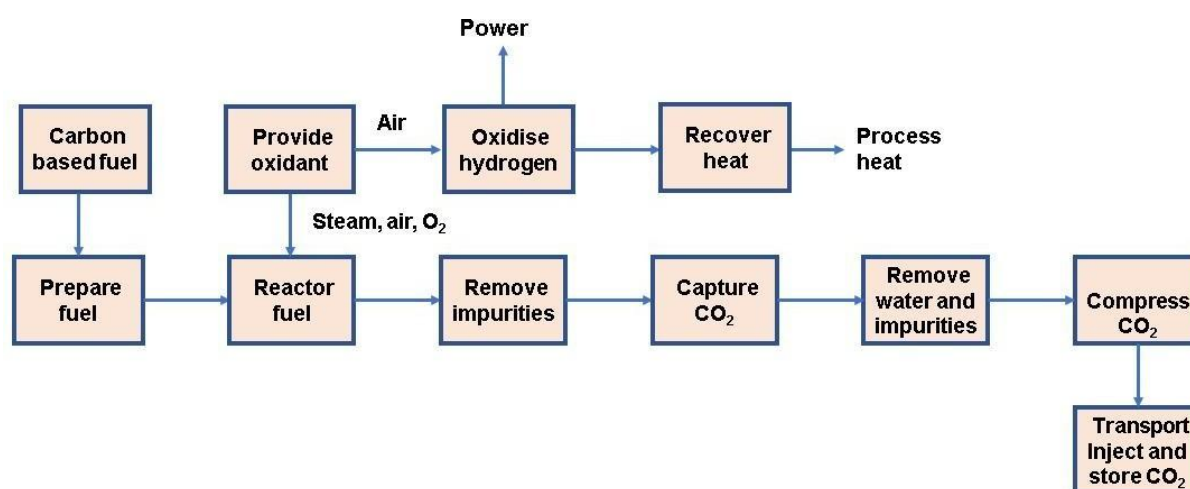 Power
Carbon
based fuel
Provide
oxidant
Air
Oxidise
hydrogen
Recover
heat
Process
heat
Steam, air, O₂
Prepare
fuel
Reactor
fuel
Remove
impurities
Capture
CO₂
Remove
water and
impurities
Compress
CO₂
Transport
Inject and
store CO₂